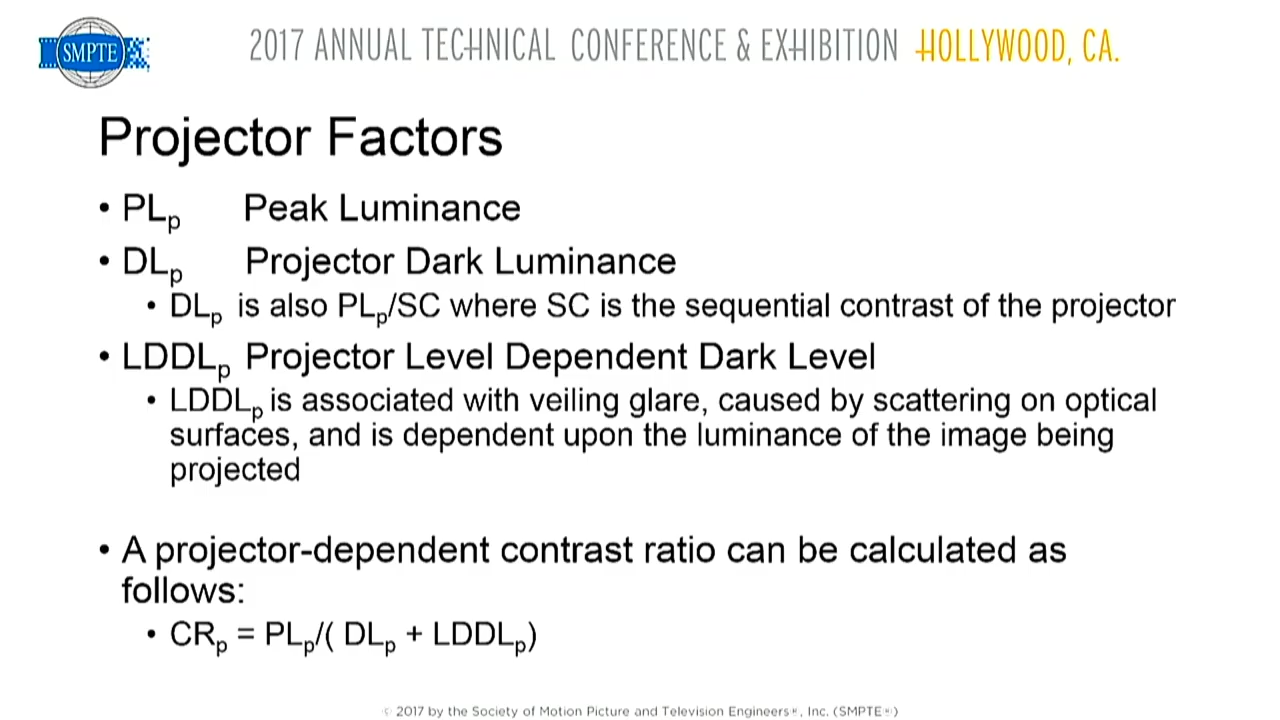 SMPTE
2017 ANNUAL TECHNICAL CONFERENCE & EXHIBITION HOLLYWOOD, CA.
Projector Factors
• PLp Peak Luminance
• DLp Projector Dark Luminance
• DLp is also PLp/SC where SC is the sequential contrast of the projector
• LDDLp Projector Level Dependent Dark Level
• LDDLp is associated with veiling glare, caused by scattering on optical
surfaces, and is dependent upon the luminance of the image being
projected
• A projector-dependent contrast ratio can be calculated as
follows:
• CRp = PLp/( DLp + LDDLp)
© 2017 by the Society of Motion Picture and Television Engineers®, Inc. (SMPTE®)